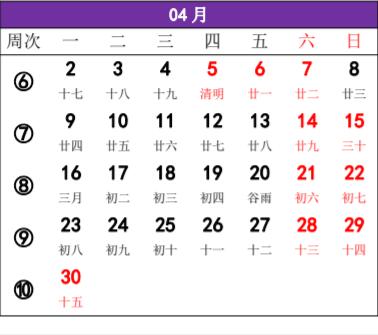 04 月
周次 一 二 三 四 五 六 日
⑥ 2 3 4 5 6 7 8
十七 十八 十九 清明 廿一 廿二 廿三
⑦ 9 10 11 12 13 14 15
廿四 廿五 廿六 廿七 廿八 廿九 三十
⑧ 16 17 18 19 20 21 22
三月 初二 初三 初四 谷雨 初六 初七
⑨ 23 24 25 26 27 28 29
初八 初九 初十 十一 十二 十三 十四
⑩ 30
十五